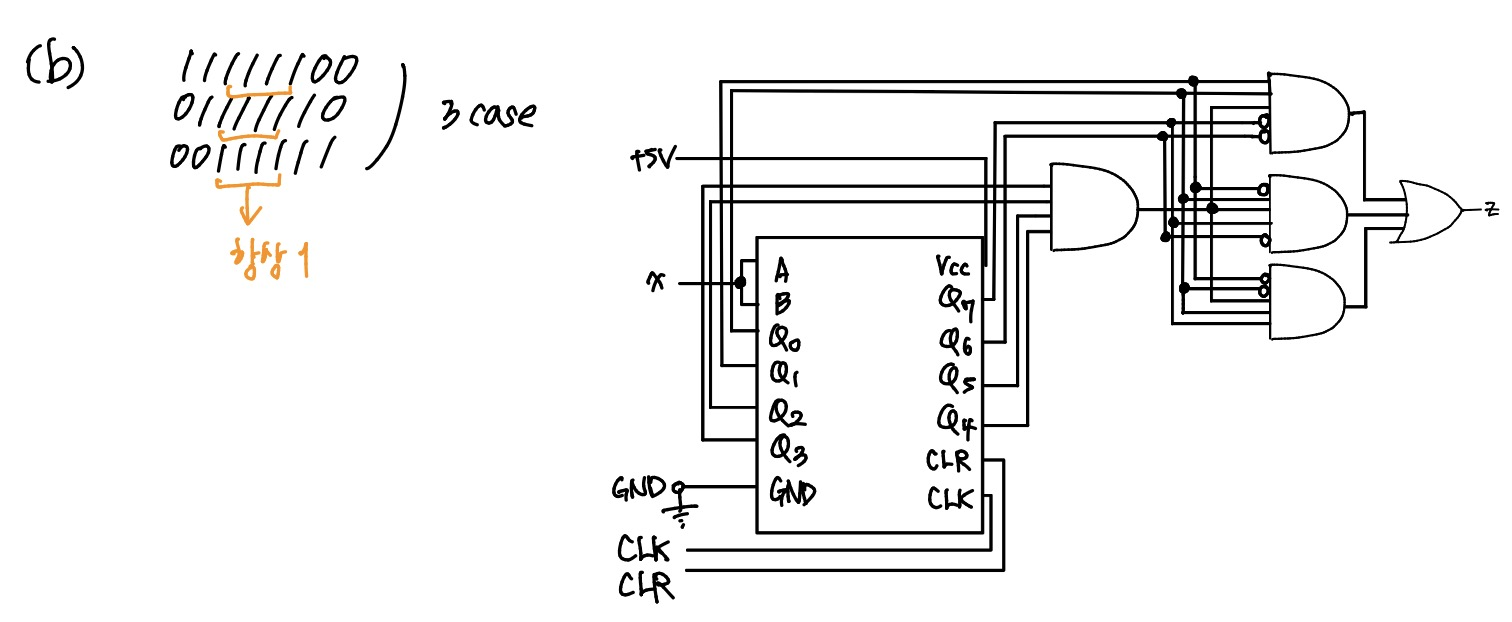 (b)
11111100
01111110
00111111
3 case
항상 1
+5V
x
A
B
Q0
Q1
Q2
Q3
GND
GND
Vcc
Q7
Q6
Q5
Q4
CLR
CLK
CLK
CLR
z